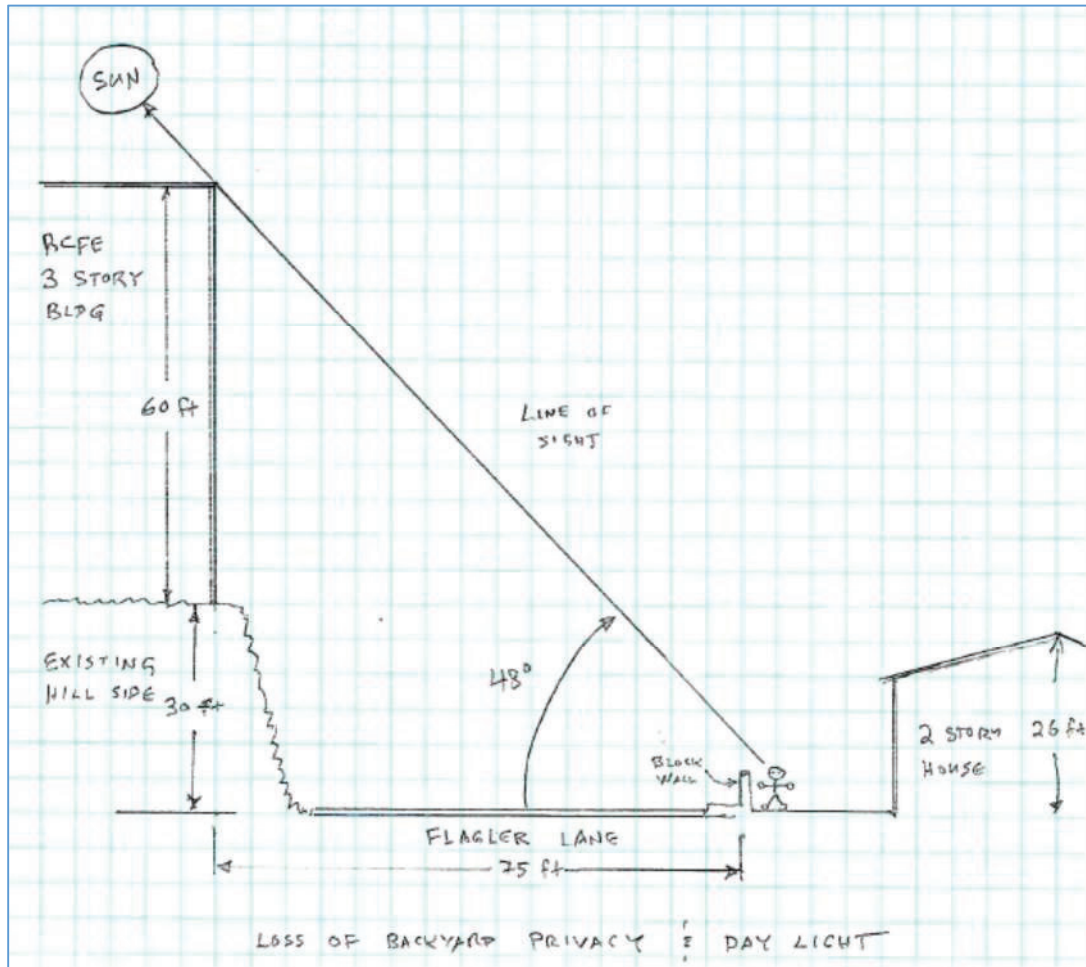 SUN
RCFE
3 STORY
BLDG
60 ft
LINE OF
SIGHT
EXISTING
HILL SIDE
30 ft
48°
BLOCK
WALL
2 STORY
HOUSE
26 ft
FLAGLER LANE
75 ft
LOSS OF BACKYARD PRIVACY & DAY LIGHT